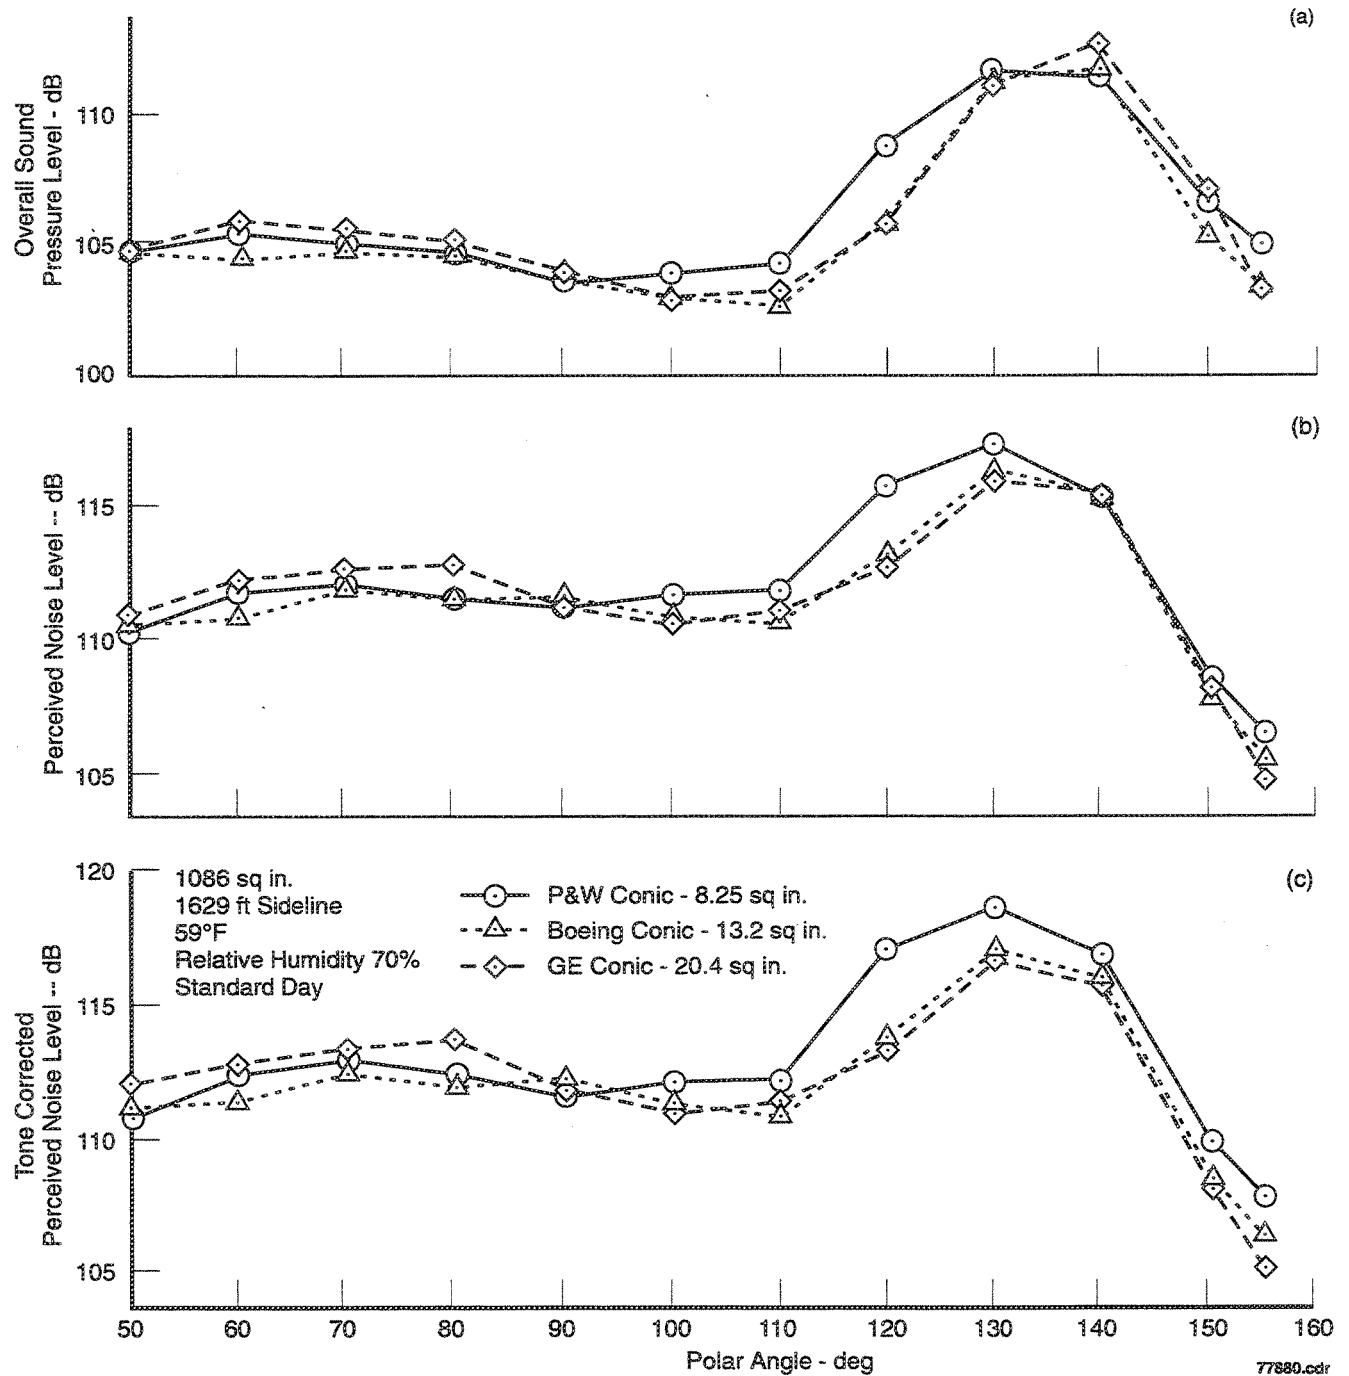 (a)
Overall Sound
Pressure Level - dB
110
105
100
(b)
Perceived Noise Level -- dB
115
110
105
(c)
Tone Corrected
Perceived Noise Level -- dB
120
115
110
105
1086 sq in.
1629 ft Sideline
59°F
Relative Humidity 70%
Standard Day
P&W Conic - 8.25 sq in.
Boeing Conic - 13.2 sq in.
GE Conic - 20.4 sq in.
50 60 70 80 90 100 110 120 130 140 150 160
Polar Angle - deg
77880.cdr